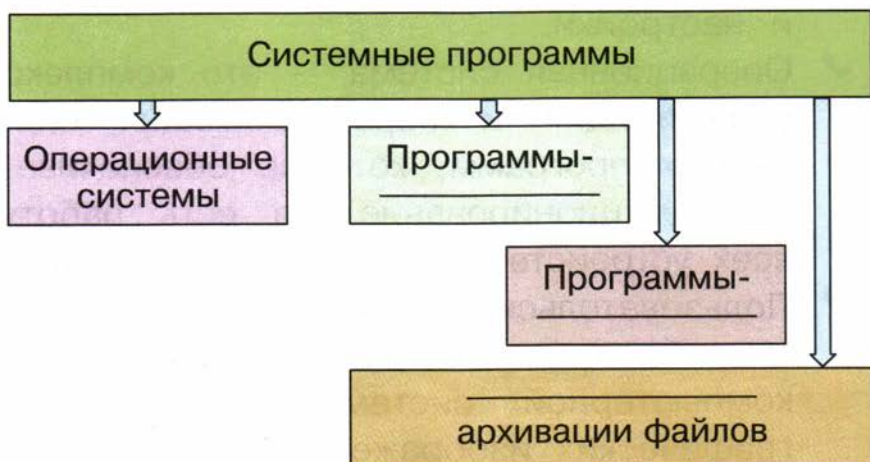 Системные программы
Операционные
системы
Программы-
Программы-
архивации файлов